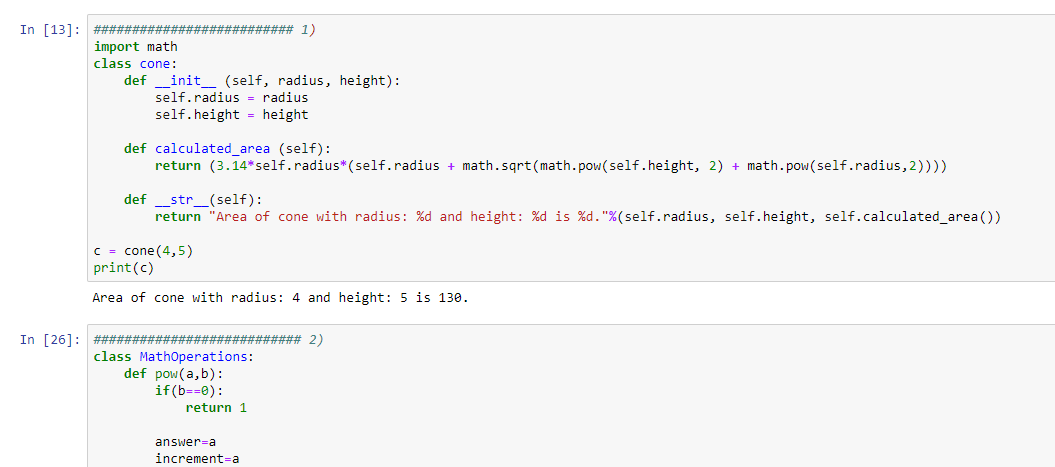 In [13]: ########################## 1)
import math
class cone:
    def __init__ (self, radius, height):
        self.radius = radius
        self.height = height
    def calculated_area (self):
        return (3.14*self.radius*(self.radius + math.sqrt(math.pow(self.height, 2) + math.pow(self.radius,2))))
    def __str__(self):
        return "Area of cone with radius: %d and height: %d is %d."%(self.radius, self.height, self.calculated_area())
c = cone(4,5)
print(c)
Area of cone with radius: 4 and height: 5 is 130.
In [26]: ########################### 2)
class MathOperations:
    def pow(a,b):
        if(b==0):
            return 1
        answer=a
        increment=a